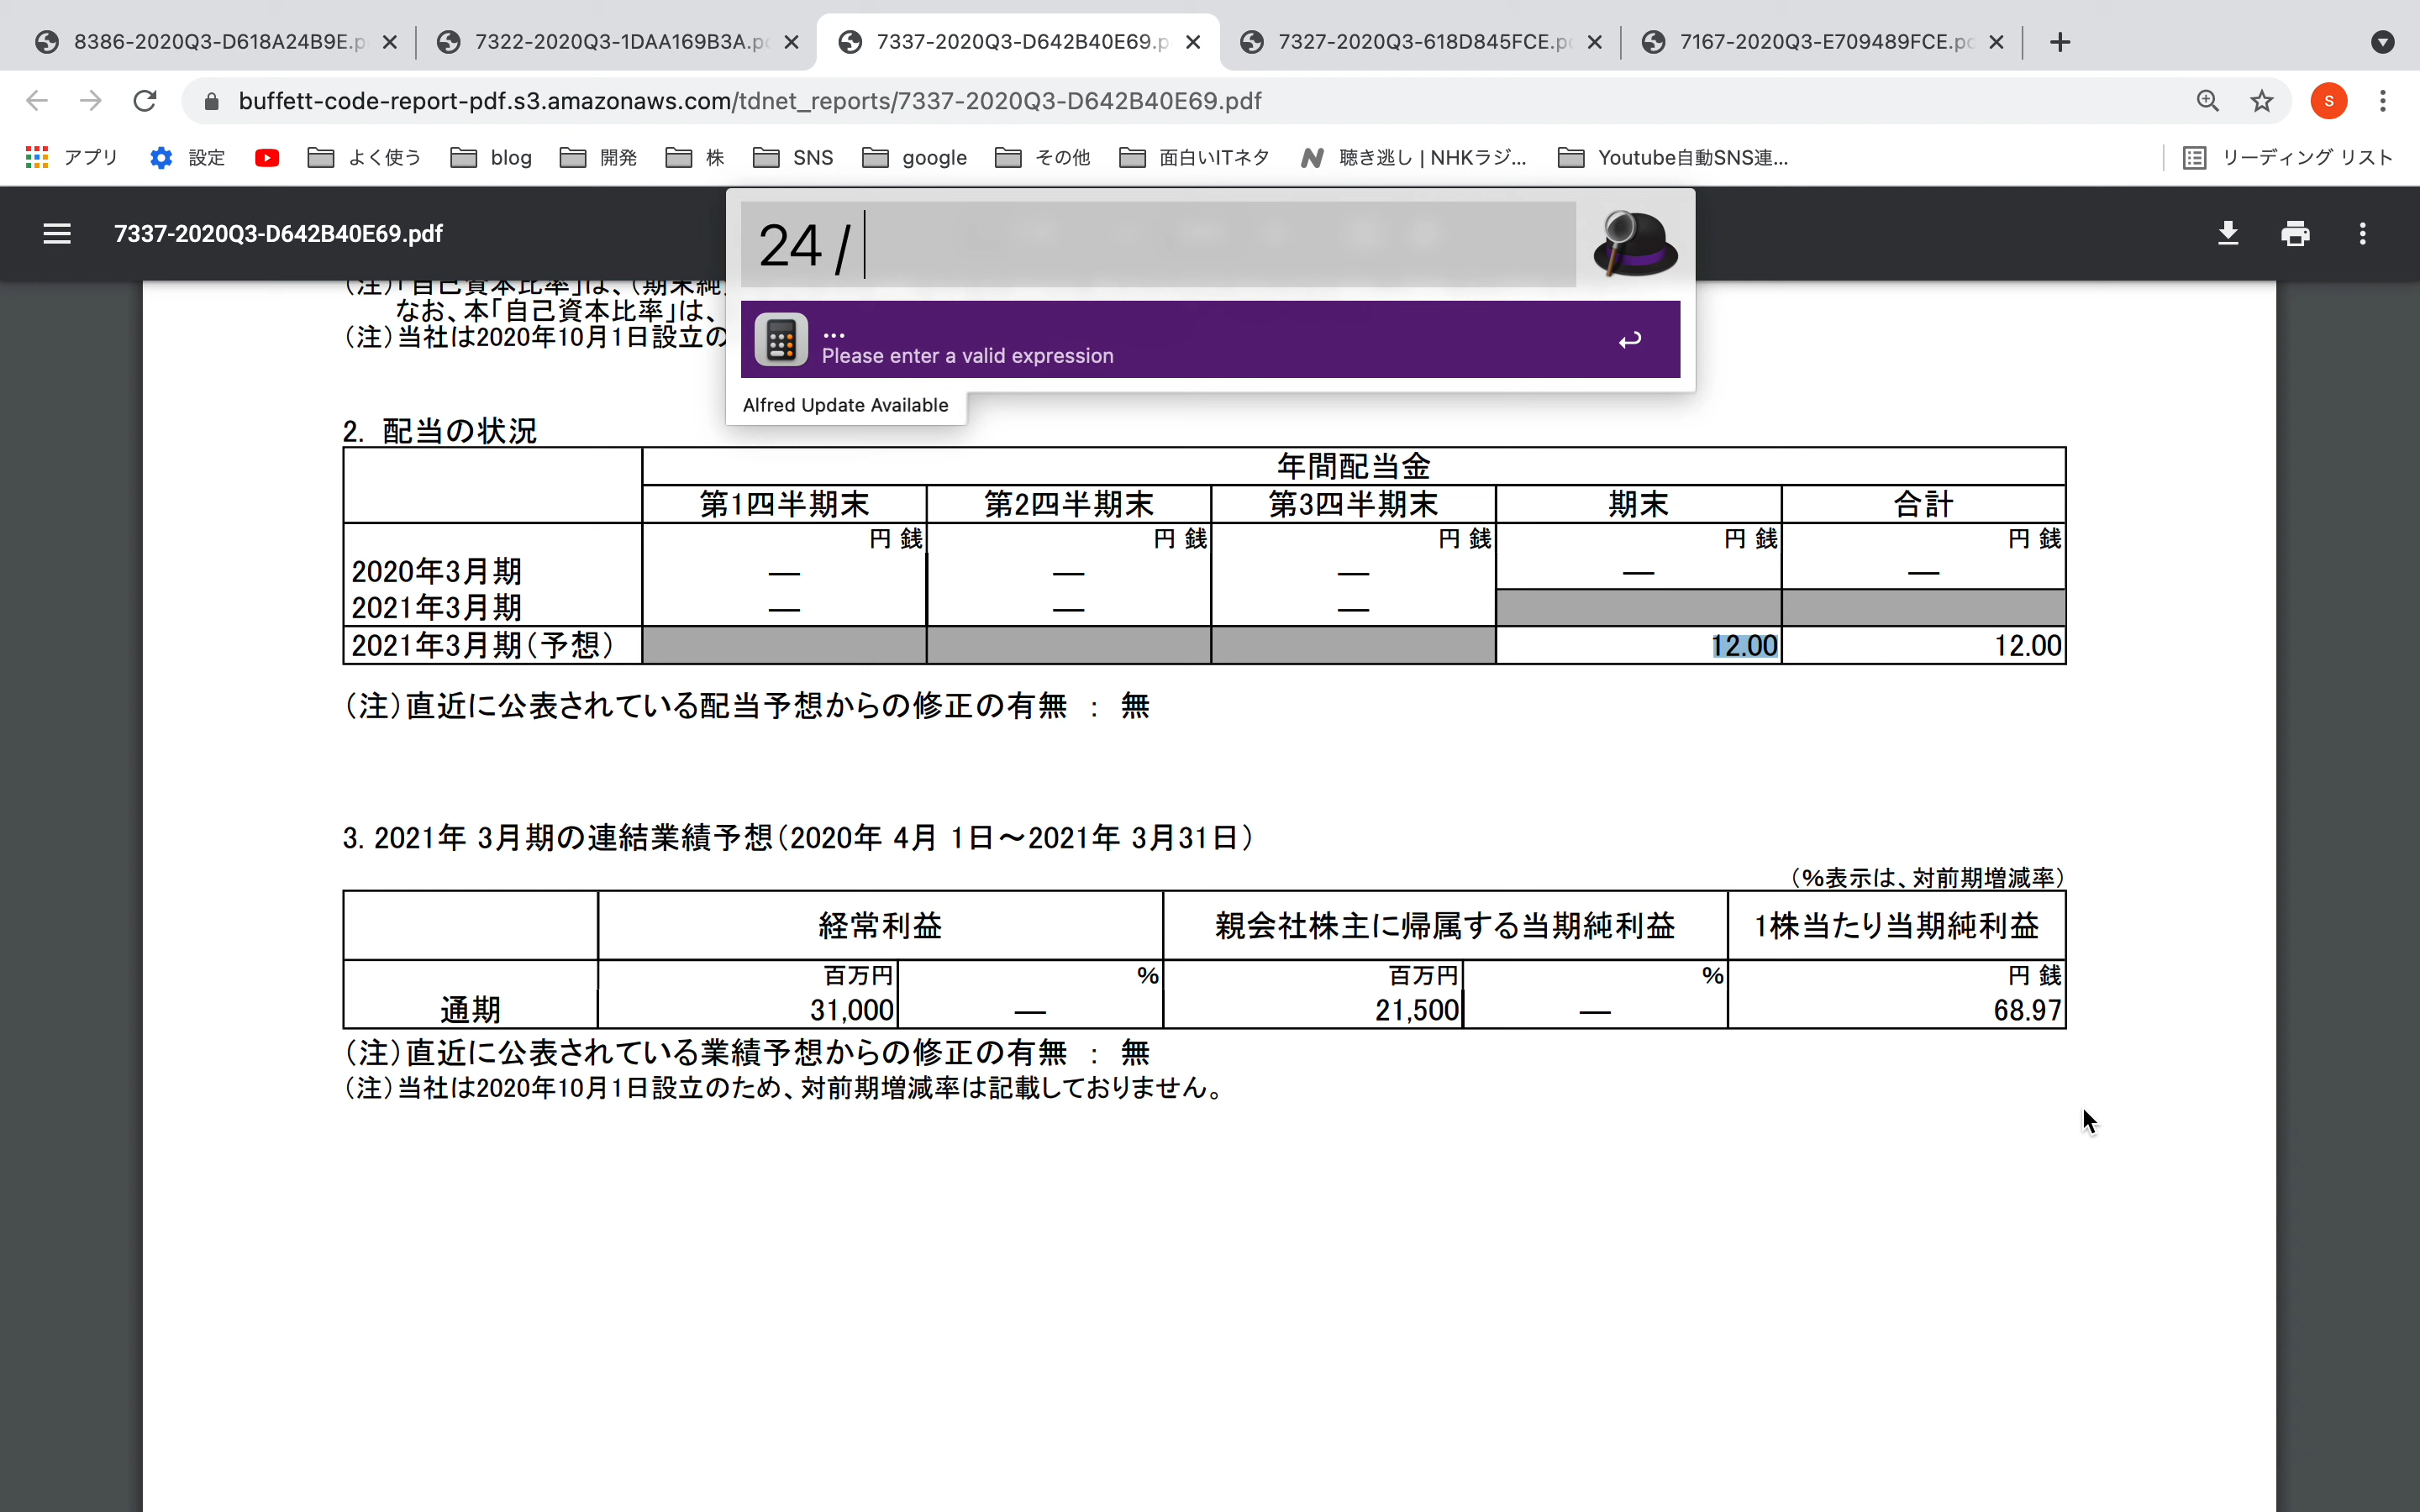 8386-2020Q3-D618A24B9E.p
7322-2020Q3-1DAA169B3A.pd
7337-2020Q3-D642B40E69.p
7327-2020Q3-618D845FCE.pd
7167-2020Q3-E709489FCE.pd
buffett-code-report-pdf.s3.amazonaws.com/tdnet_reports/7337-2020Q3-D642B40E69.pdf
S
アプリ 設定 よく使う blog 開発 株 SNS google その他 面白いITネタ 聴き逃し | NHKラジ... Youtube自動SNS連... リーディング リスト
7337-2020Q3-D642B40E69.pdf
24 /
...
Please enter a valid expression
Alfred Update Available
(注)「自己資本比率」は、(期末純
なお、本「自己資本比率」は、
(注)当社は2020年10月1日設立の
2. 配当の状況
年間配当金
第1四半期末 第2四半期末 第3四半期末 期末 合計
円 銭 円 銭 円 銭 円 銭 円 銭
2020年3月期 — — — — —
2021年3月期 — — —
2021年3月期(予想) 12.00 12.00
(注)直近に公表されている配当予想からの修正の有無 : 無
3. 2021年 3月期の連結業績予想(2020年 4月 1日～2021年 3月31日)
(%表示は、対前期増減率)
経常利益 親会社株主に帰属する当期純利益 1株当たり当期純利益
百万円 % 百万円 % 円 銭
通期 31,000 — 21,500 — 68.97
(注)直近に公表されている業績予想からの修正の有無 : 無
(注)当社は2020年10月1日設立のため、対前期増減率は記載しておりません。